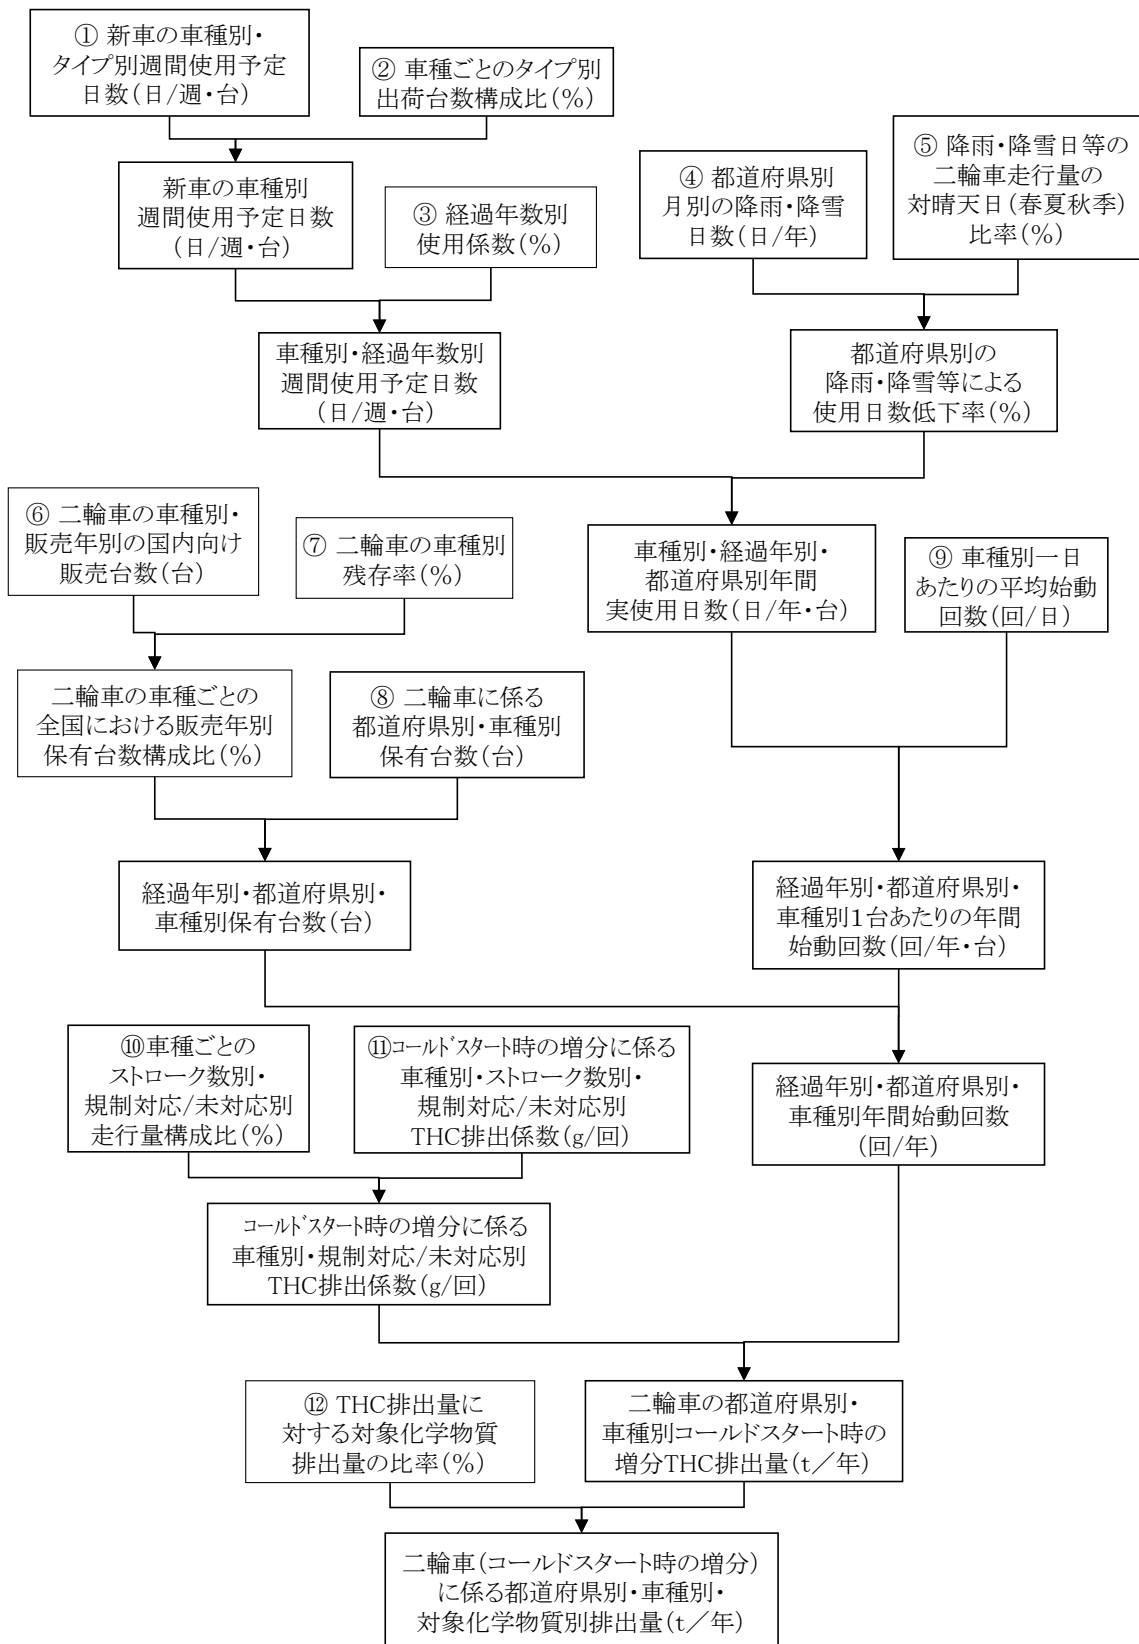 ① 新車の車種別・
タイプ別週間使用予定
日数(日/週・台)
② 車種ごとのタイプ別
出荷台数構成比(%)
新車の車種別
週間使用予定日数
(日/週・台)
③ 経過年数別
使用係数(%)
④ 都道府県別
月別の降雨・降雪
日数(日/年)
⑤ 降雨・降雪日等の
二輪車走行量の
対晴天日(春夏秋季)
比率(%)
車種別・経過年数別
週間使用予定日数
(日/週・台)
都道府県別の
降雨・降雪等による
使用日数低下率(%)
⑥ 二輪車の車種別・
販売年別の国内向け
販売台数(台)
⑦ 二輪車の車種別
残存率(%)
車種別・経過年別・
都道府県別年間
実使用日数(日/年・台)
⑨ 車種別一日
あたりの平均始動
回数(回/日)
二輪車の車種ごとの
全国における販売年別
保有台数構成比(%)
⑧ 二輪車に係る
都道府県別・車種別
保有台数(台)
経過年別・都道府県別・
車種別保有台数(台)
経過年別・都道府県別・
車種別1台あたりの年間
始動回数(回/年・台)
⑩車種ごとの
ストローク数別・
規制対応/未対応別
走行量構成比(%)
⑪コールドスタート時の増分に係る
車種別・ストローク数別・
規制対応/未対応別
THC排出係数(g/回)
経過年別・都道府県別・
車種別年間始動回数
(回/年)
コールドスタート時の増分に係る
車種別・規制対応/未対応別
THC排出係数(g/回)
⑫ THC排出量に
対する対象化学物質
排出量の比率(%)
二輪車の都道府県別・
車種別コールドスタート時の
増分THC排出量(t／年)
二輪車(コールドスタート時の増分)
に係る都道府県別・車種別・
対象化学物質別排出量(t／年)